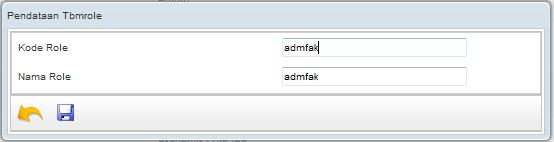 Pendataan Tbmrole
Kode Role admfak
Nama Role admfak